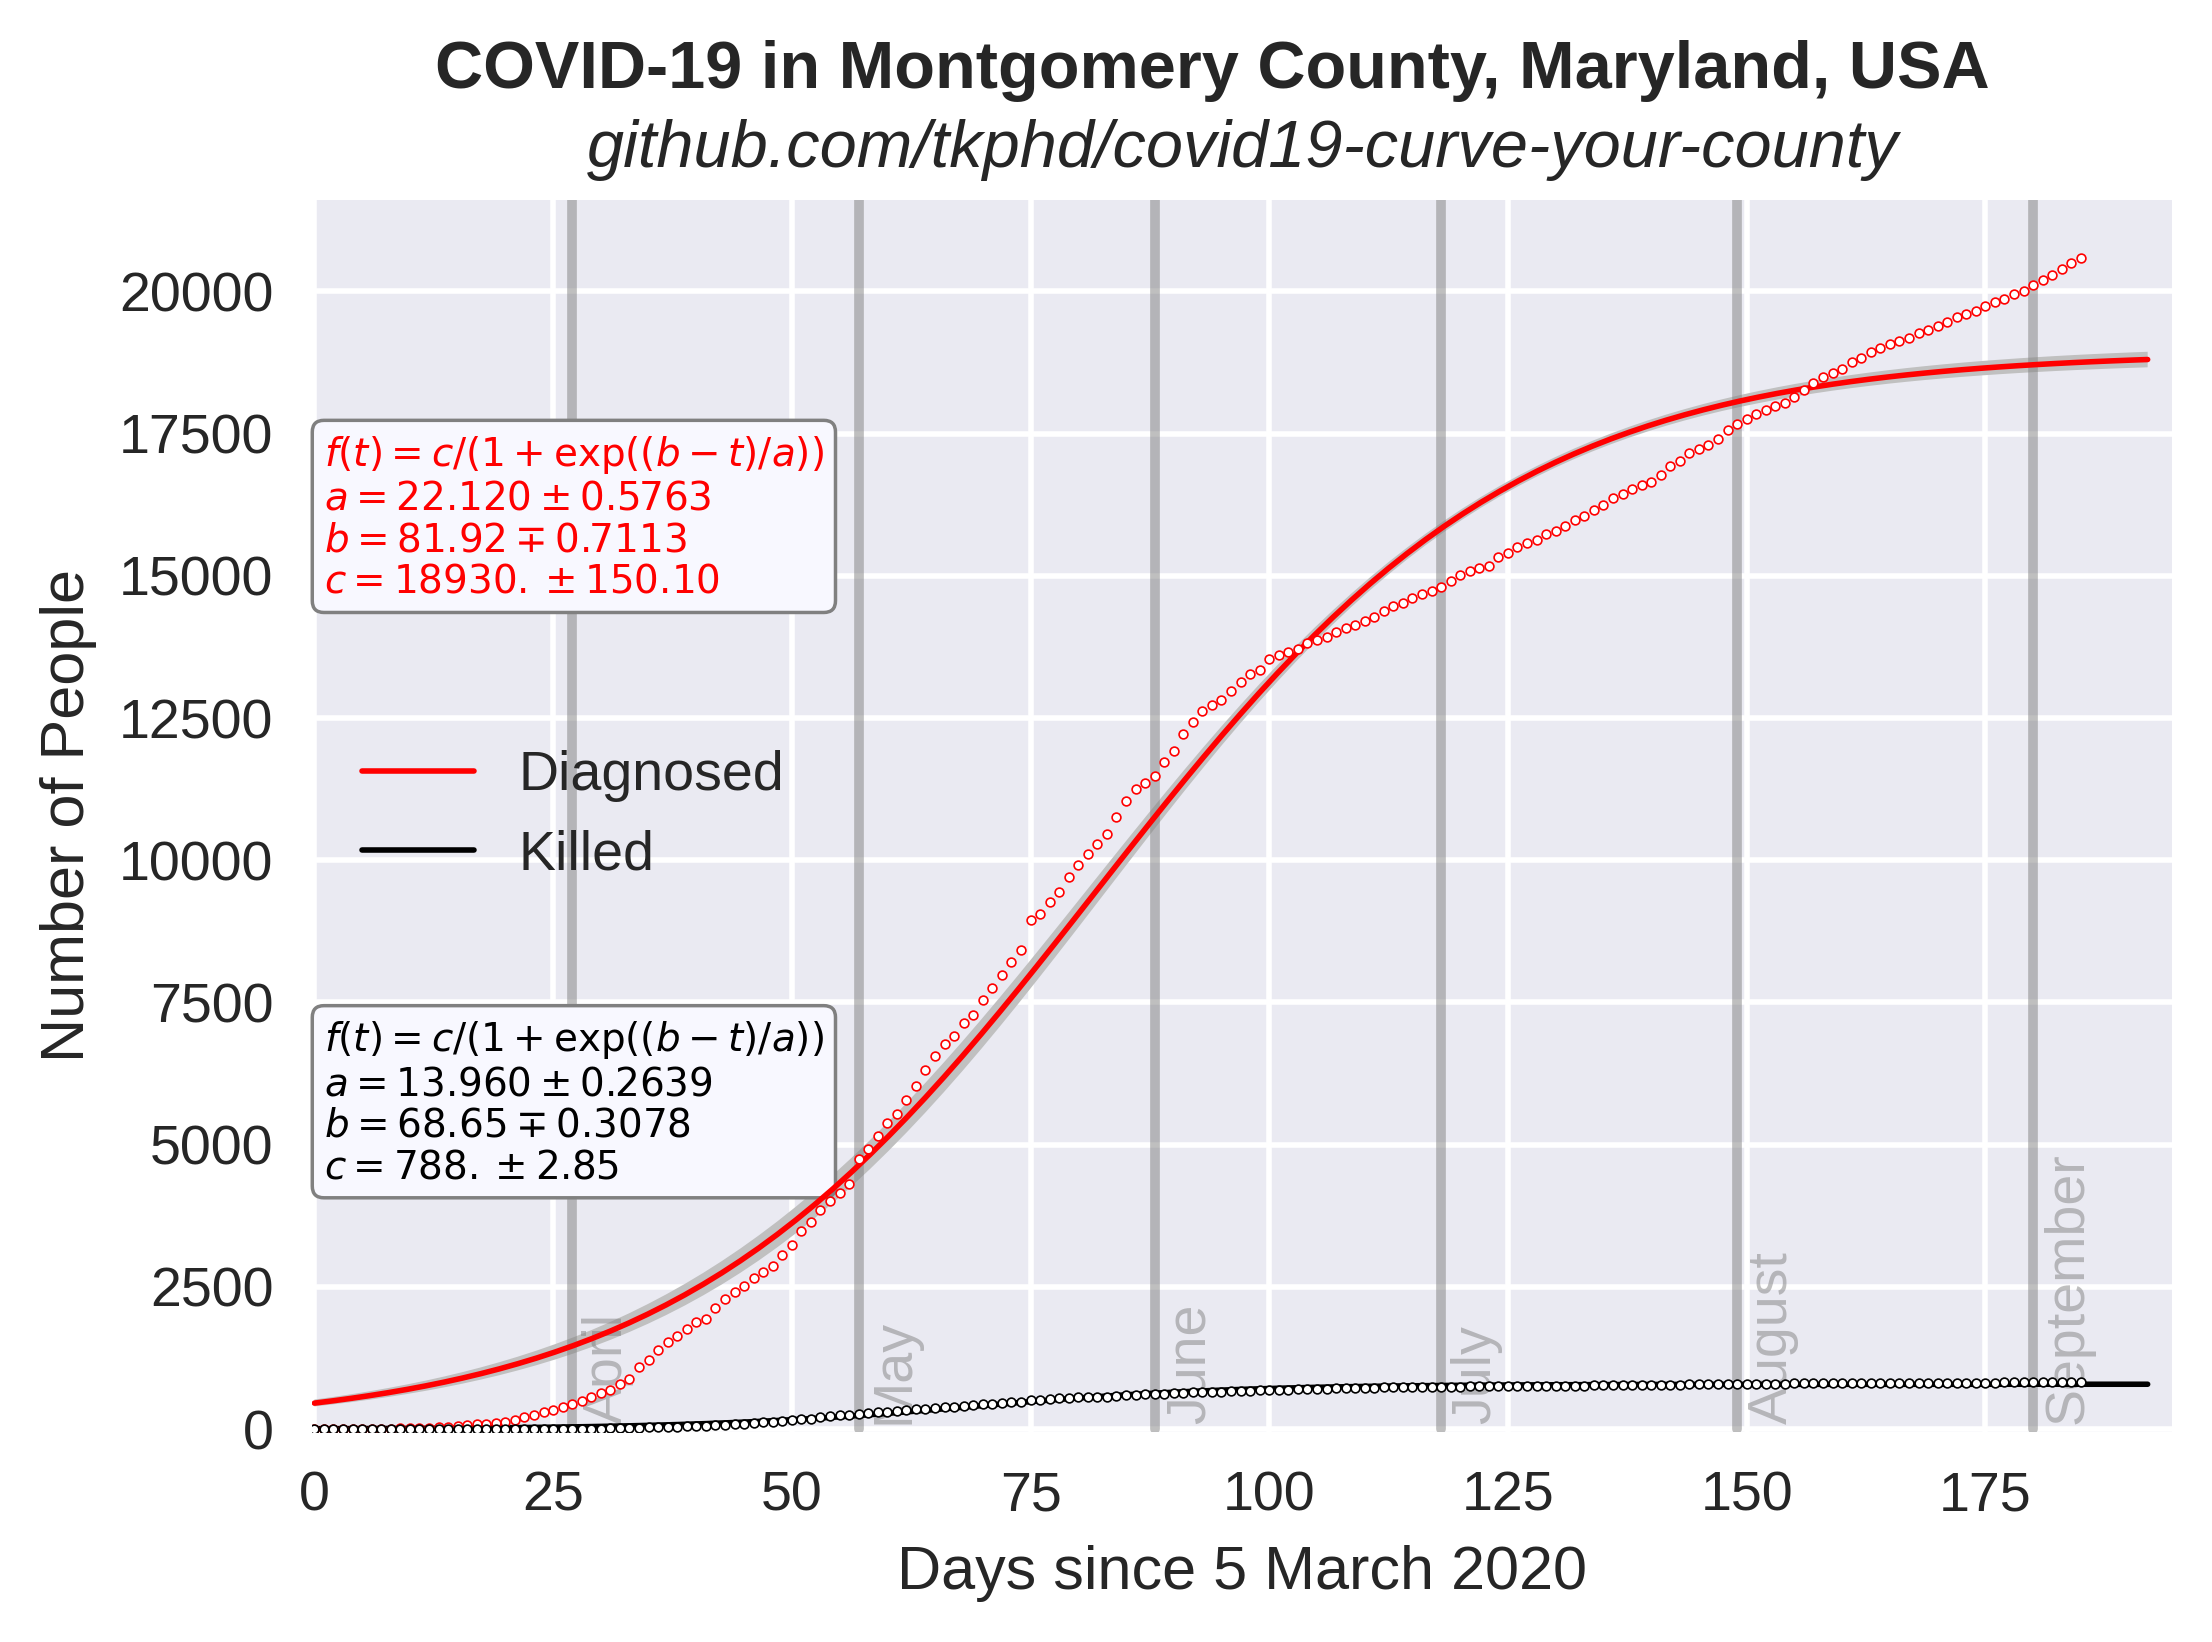 COVID-19 in Montgomery County, Maryland, USA
github.com/tkphd/covid19-curve-your-county
Number of People
20000
17500
15000
12500
10000
7500
5000
2500
0
f(t) = c/(1 + exp((b − t)/a))
a = 22.120 ± 0.5763
b = 81.92 ∓ 0.7113
c = 18930. ± 150.10
Diagnosed
Killed
f(t) = c/(1 + exp((b − t)/a))
a = 13.960 ± 0.2639
b = 68.65 ∓ 0.3078
c = 788. ± 2.85
April
May
June
July
August
September
0 25 50 75 100 125 150 175
Days since 5 March 2020